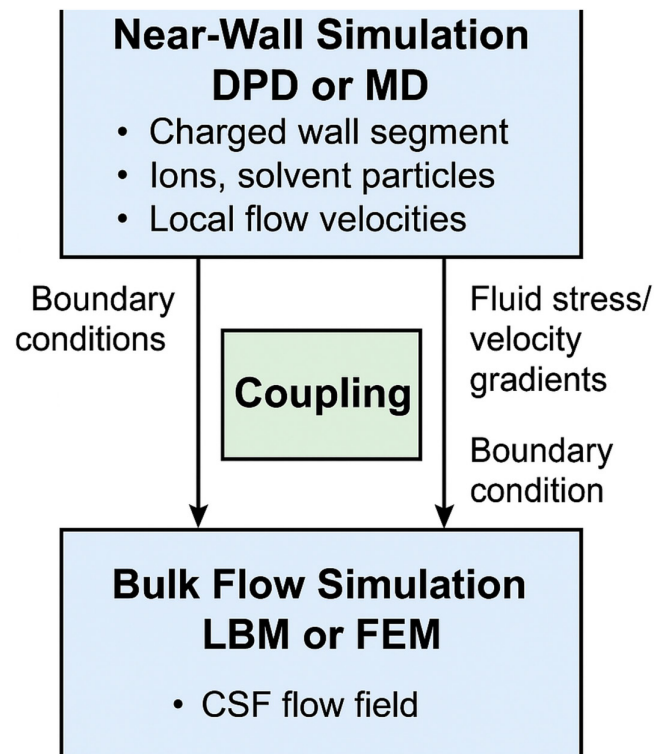 Near-Wall Simulation
DPD or MD
• Charged wall segment
• Ions, solvent particles
• Local flow velocities
Boundary
conditions
Fluid stress/
velocity
gradients
Coupling
Boundary
condition
Bulk Flow Simulation
LBM or FEM
• CSF flow field